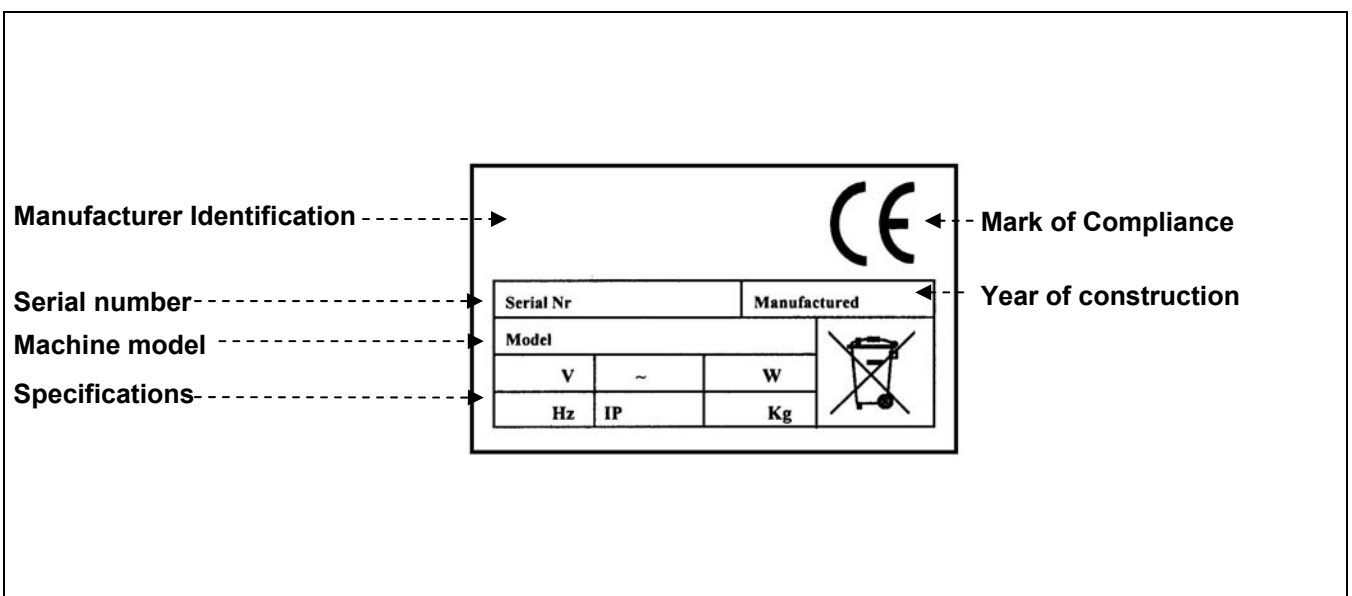 CE
Manufacturer Identification
Mark of Compliance
Serial number
Serial Nr
Manufactured
Year of construction
Machine model
Model
Specifications
V
~
W
Hz
IP
Kg